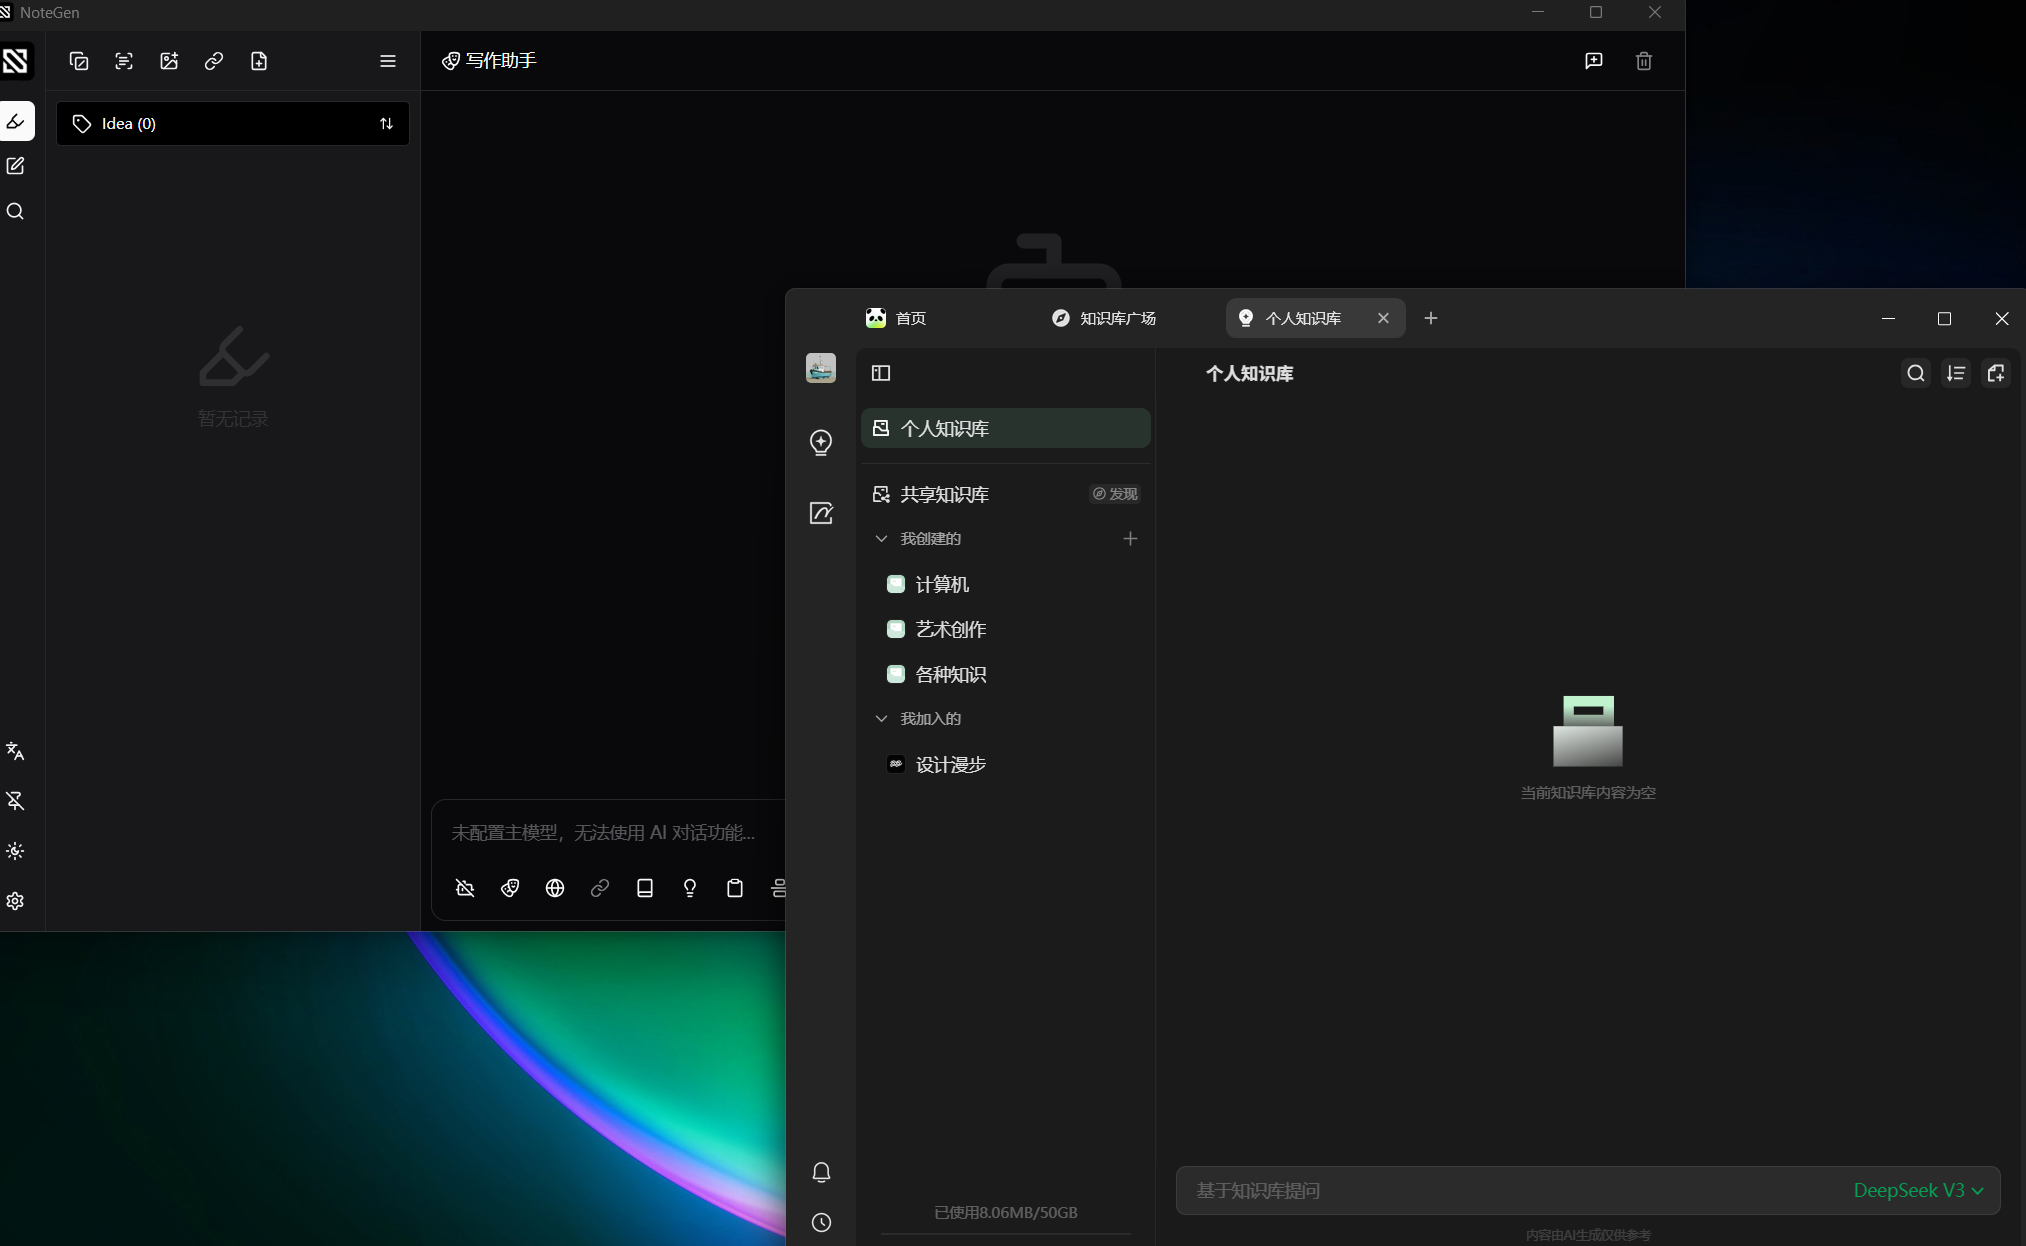 NoteGen
写作助手
Idea (0)
暂无记录
未配置主模型，无法使用 AI 对话功能...
首页
知识库广场
个人知识库
个人知识库
个人知识库
共享知识库
发现
我创建的
计算机
艺术创作
各种知识
我加入的
设计漫步
当前知识库内容为空
已使用8.06MB/50GB
基于知识库提问
DeepSeek V3
内容由AI生成仅供参考